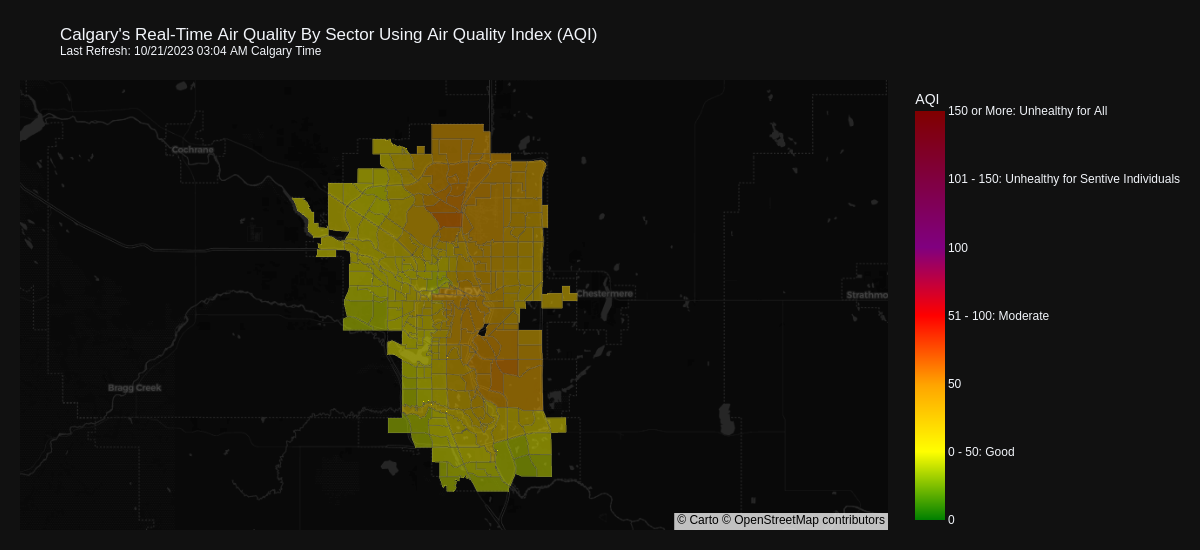 Calgary's Real-Time Air Quality By Sector Using Air Quality Index (AQI)
Last Refresh: 10/21/2023 03:04 AM Calgary Time
AQI
150 or More: Unhealthy for All
Cochrane
101 - 150: Unhealthy for Sentive Individuals
100
CALGARY
Chestermere
Strathmo
51 - 100: Moderate
50
Bragg Creek
0 - 50: Good
0
© Carto © OpenStreetMap contributors